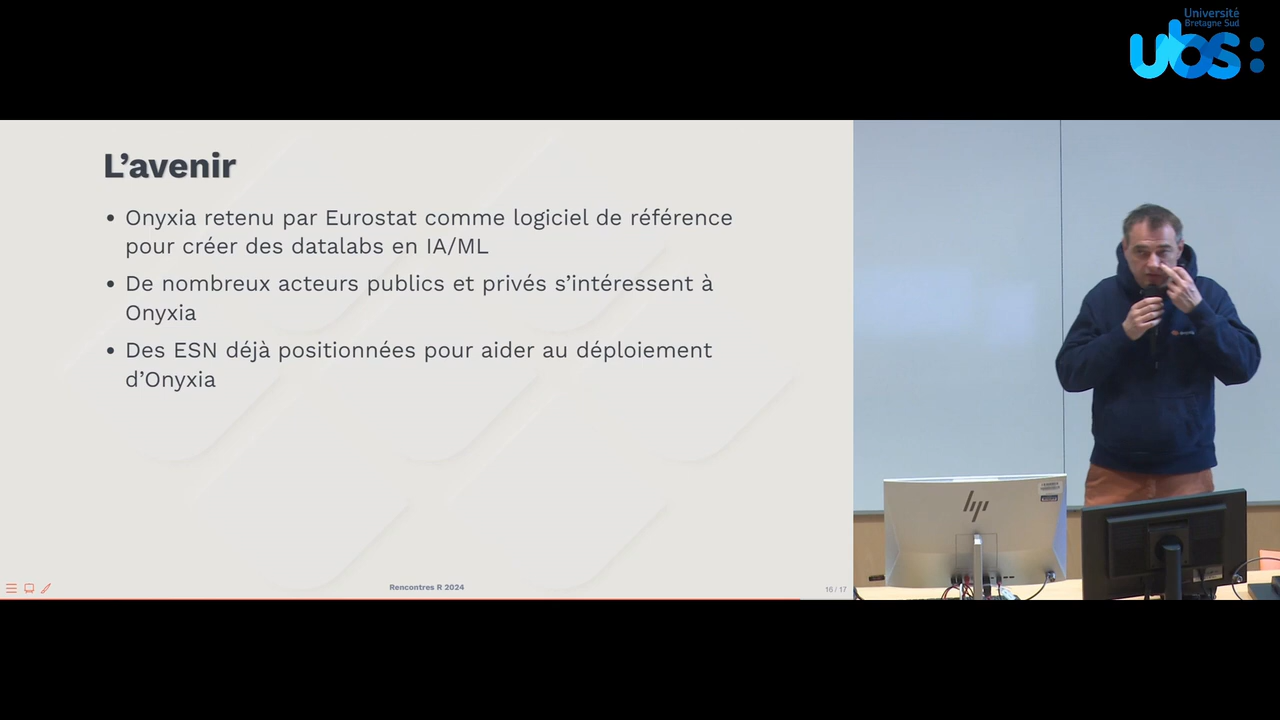 Université
Bretagne Sud
ubs:
L'avenir
• Onyxia retenu par Eurostat comme logiciel de référence
pour créer des datalabs en IA/ML
• De nombreux acteurs publics et privés s'intéressent à
Onyxia
• Des ESN déjà positionnées pour aider au déploiement
d'Onyxia
Rencontres R 2024
16 / 17
hp